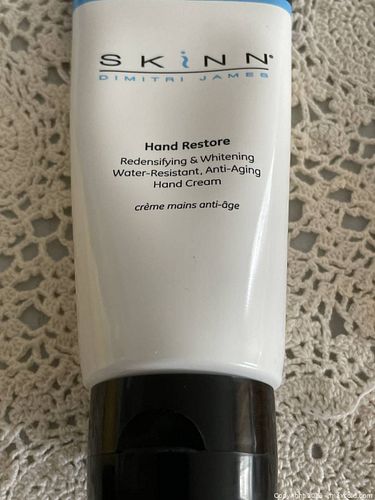 SKiNN®
DIMITRI JAMES
Hand Restore
Redensifying & Whitening
Water-Resistant, Anti-Aging
Hand Cream
crème mains anti-âge